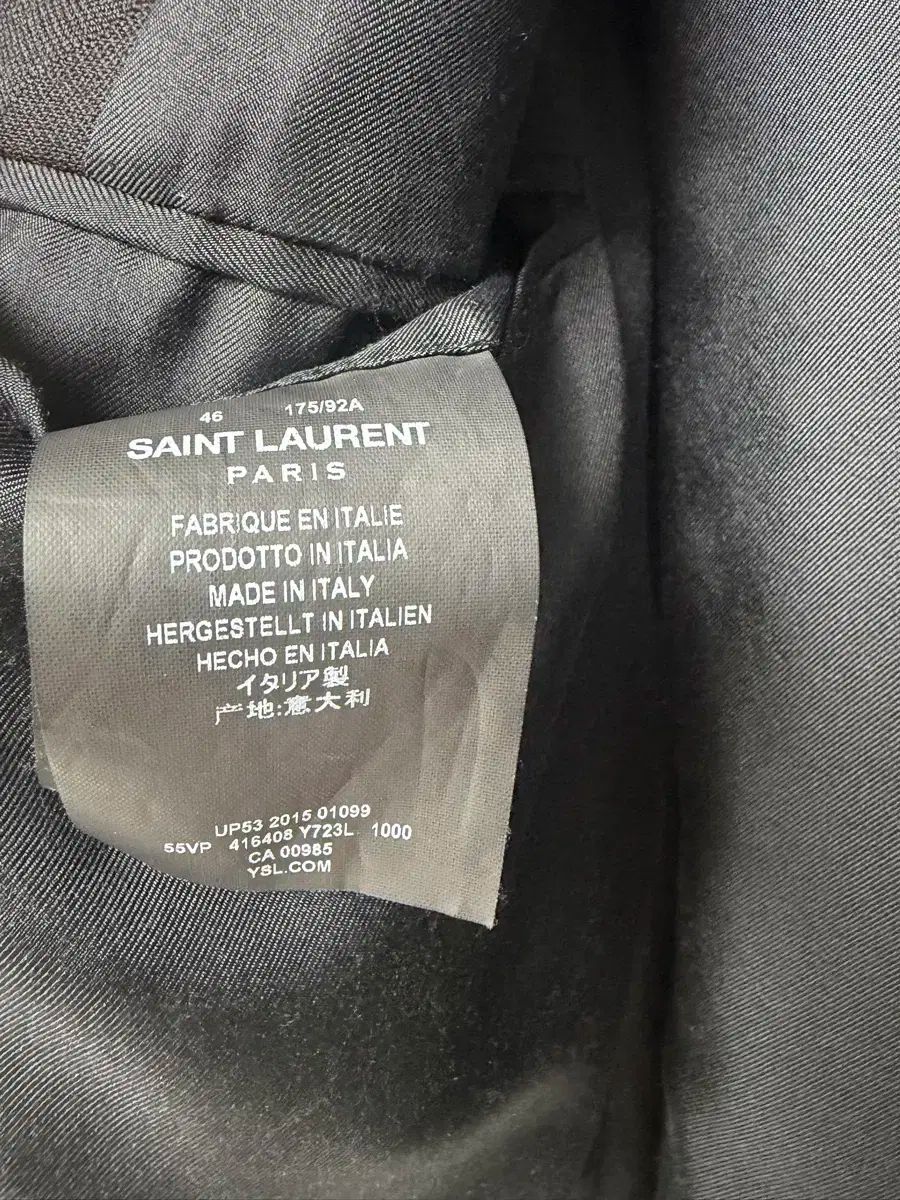 46 175/92A
SAINT LAURENT
PARIS
FABRIQUE EN ITALIE
PRODOTTO IN ITALIA
MADE IN ITALY
HERGESTELLT IN ITALIEN
HECHO EN ITALIA
イタリア製
产地:意大利
UP53 2015 01099
55VP 416408 Y723L 1000
CA 00985
YSL.COM